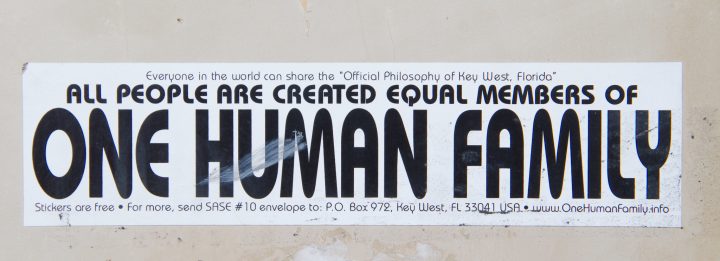 Everyone in the world can share the "Official Philosophy of Key West, Florida"
ALL PEOPLE ARE CREATED EQUAL MEMBERS OF
ONE HUMAN FAMILY
Stickers are free • For more, send SASE #10 envelope to: P.O. Box 972, Key West, FL 33041 USA • www.OneHumanFamily.info